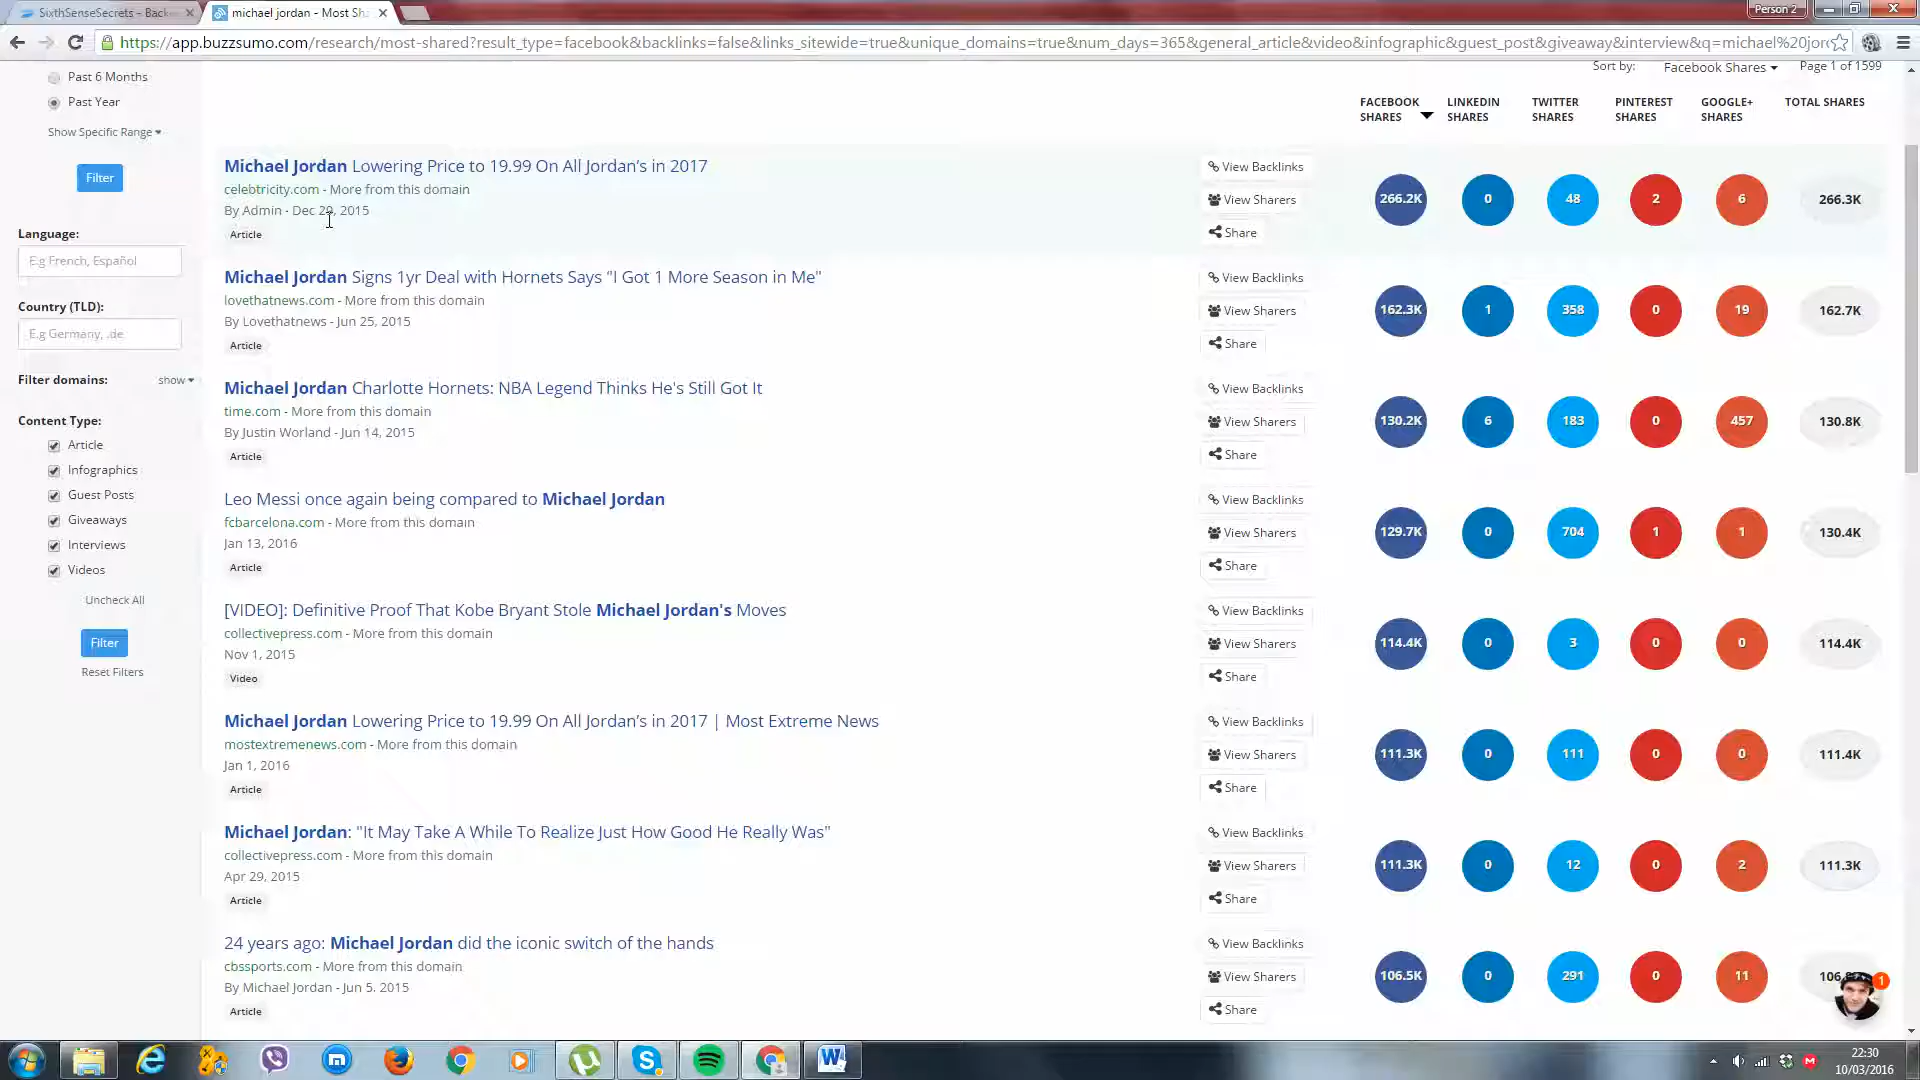 SixthSenseSecrets – Back
michael jordan - Most Sh
Person 2
https://app.buzzsumo.com/research/most-shared?result_type=facebook&backlinks=false&links_sitewide=true&unique_domains=true&num_days=365&general_article&video&infographic&guest_post&giveaway&interview&q=michael%20jor
Past 6 Months
Past Year
Show Specific Range
Filter
Language:
E.g French, Español
Country (TLD):
E.g Germany, .de
Filter domains: show
Content Type:
Article
Infographics
Guest Posts
Giveaways
Interviews
Videos
Uncheck All
Filter
Reset Filters
Sort by: Facebook Shares Page 1 of 1599
FACEBOOK SHARES LINKEDIN SHARES TWITTER SHARES PINTEREST SHARES GOOGLE+ SHARES TOTAL SHARES
Michael Jordan Lowering Price to 19.99 On All Jordan's in 2017
celebtricity.com - More from this domain
By Admin - Dec 29, 2015
Article
View Backlinks
View Sharers
Share
266.2K 0 48 2 6 266.3K
Michael Jordan Signs 1yr Deal with Hornets Says "I Got 1 More Season in Me"
lovethatnews.com - More from this domain
By Lovethatnews - Jun 25, 2015
Article
View Backlinks
View Sharers
Share
162.3K 1 358 0 19 162.7K
Michael Jordan Charlotte Hornets: NBA Legend Thinks He's Still Got It
time.com - More from this domain
By Justin Worland - Jun 14, 2015
Article
View Backlinks
View Sharers
Share
130.2K 6 183 0 457 130.8K
Leo Messi once again being compared to Michael Jordan
fcbarcelona.com - More from this domain
Jan 13, 2016
Article
View Backlinks
View Sharers
Share
129.7K 0 704 1 1 130.4K
[VIDEO]: Definitive Proof That Kobe Bryant Stole Michael Jordan's Moves
collectivepress.com - More from this domain
Nov 1, 2015
Video
View Backlinks
View Sharers
Share
114.4K 0 3 0 0 114.4K
Michael Jordan Lowering Price to 19.99 On All Jordan's in 2017 | Most Extreme News
mostextremenews.com - More from this domain
Jan 1, 2016
Article
View Backlinks
View Sharers
Share
111.3K 0 111 0 0 111.4K
Michael Jordan: "It May Take A While To Realize Just How Good He Really Was"
collectivepress.com - More from this domain
Apr 29, 2015
Article
View Backlinks
View Sharers
Share
111.3K 0 12 0 2 111.3K
24 years ago: Michael Jordan did the iconic switch of the hands
cbssports.com - More from this domain
By Michael Jordan - Jun 5, 2015
Article
View Backlinks
View Sharers
Share
106.5K 0 291 0 11
1
22:30
10/03/2016